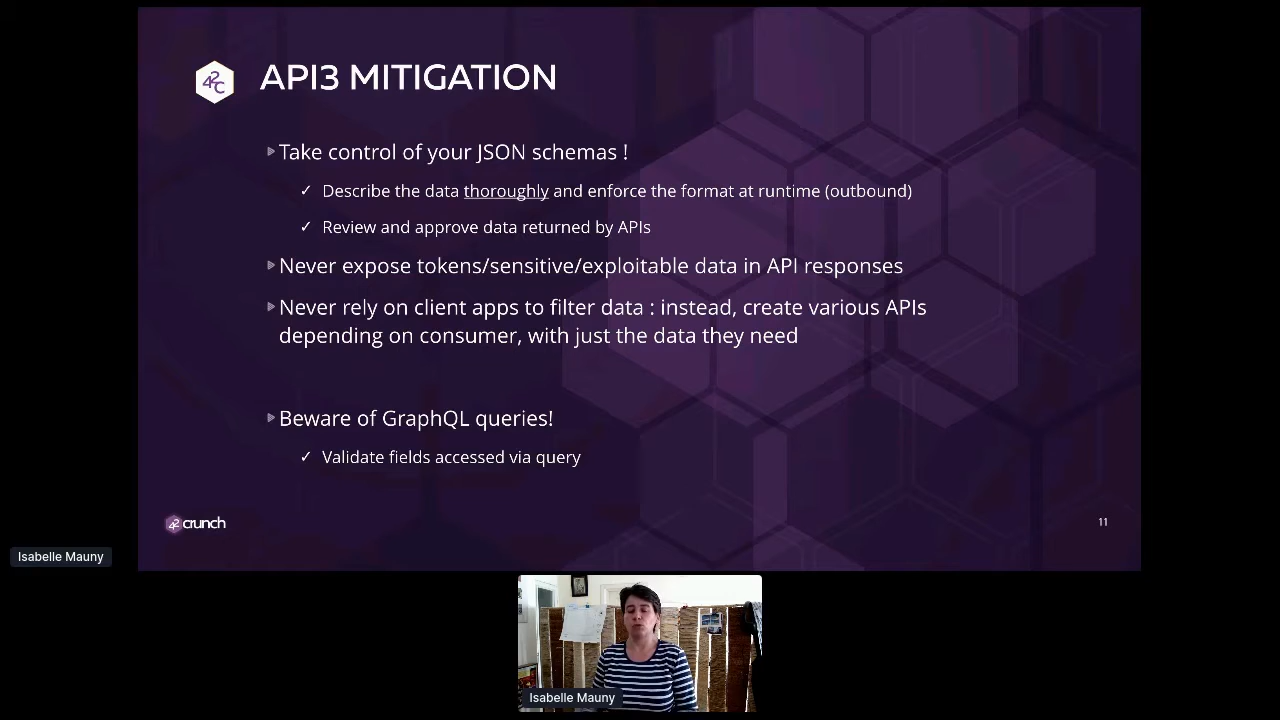 42C
API3 MITIGATION
Take control of your JSON schemas !
✓ Describe the data thoroughly and enforce the format at runtime (outbound)
✓ Review and approve data returned by APIs
Never expose tokens/sensitive/exploitable data in API responses
Never rely on client apps to filter data : instead, create various APIs
depending on consumer, with just the data they need
Beware of GraphQL queries!
✓ Validate fields accessed via query
42crunch
11
Isabelle Mauny
Isabelle Mauny